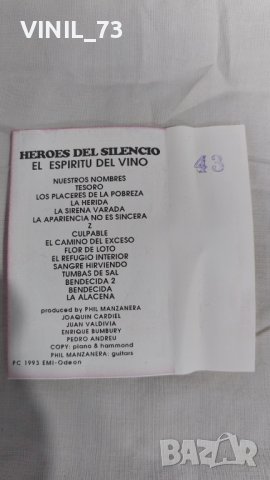 VINIL_73
HEROES DEL SILENCIO
EL ESPIRITU DEL VINO
43
NUESTROS NOMBRES
TESORO
LOS PLACERES DE LA POBREZA
LA HERIDA
LA SIRENA VARADA
LA APARIENCIA NO ES SINCERA
Z
CULPABLE
EL CAMINO DEL EXCESO
FLOR DE LOTO
EL REFUGIO INTERIOR
SANGRE HIRVIENDO
TUMBAS DE SAL
BENDECIDA 2
BENDECIDA
LA ALACENA
produced by PHIL MANZANERA
JOAQUIN CARDIEL
JUAN VALDIVIA
ENRIQUE BUMBURY
PEDRO ANDREU
COPY: piano & hammond
PHIL MANZANERA: guitars
PC 1993 EMI-Odeon
BAZAR